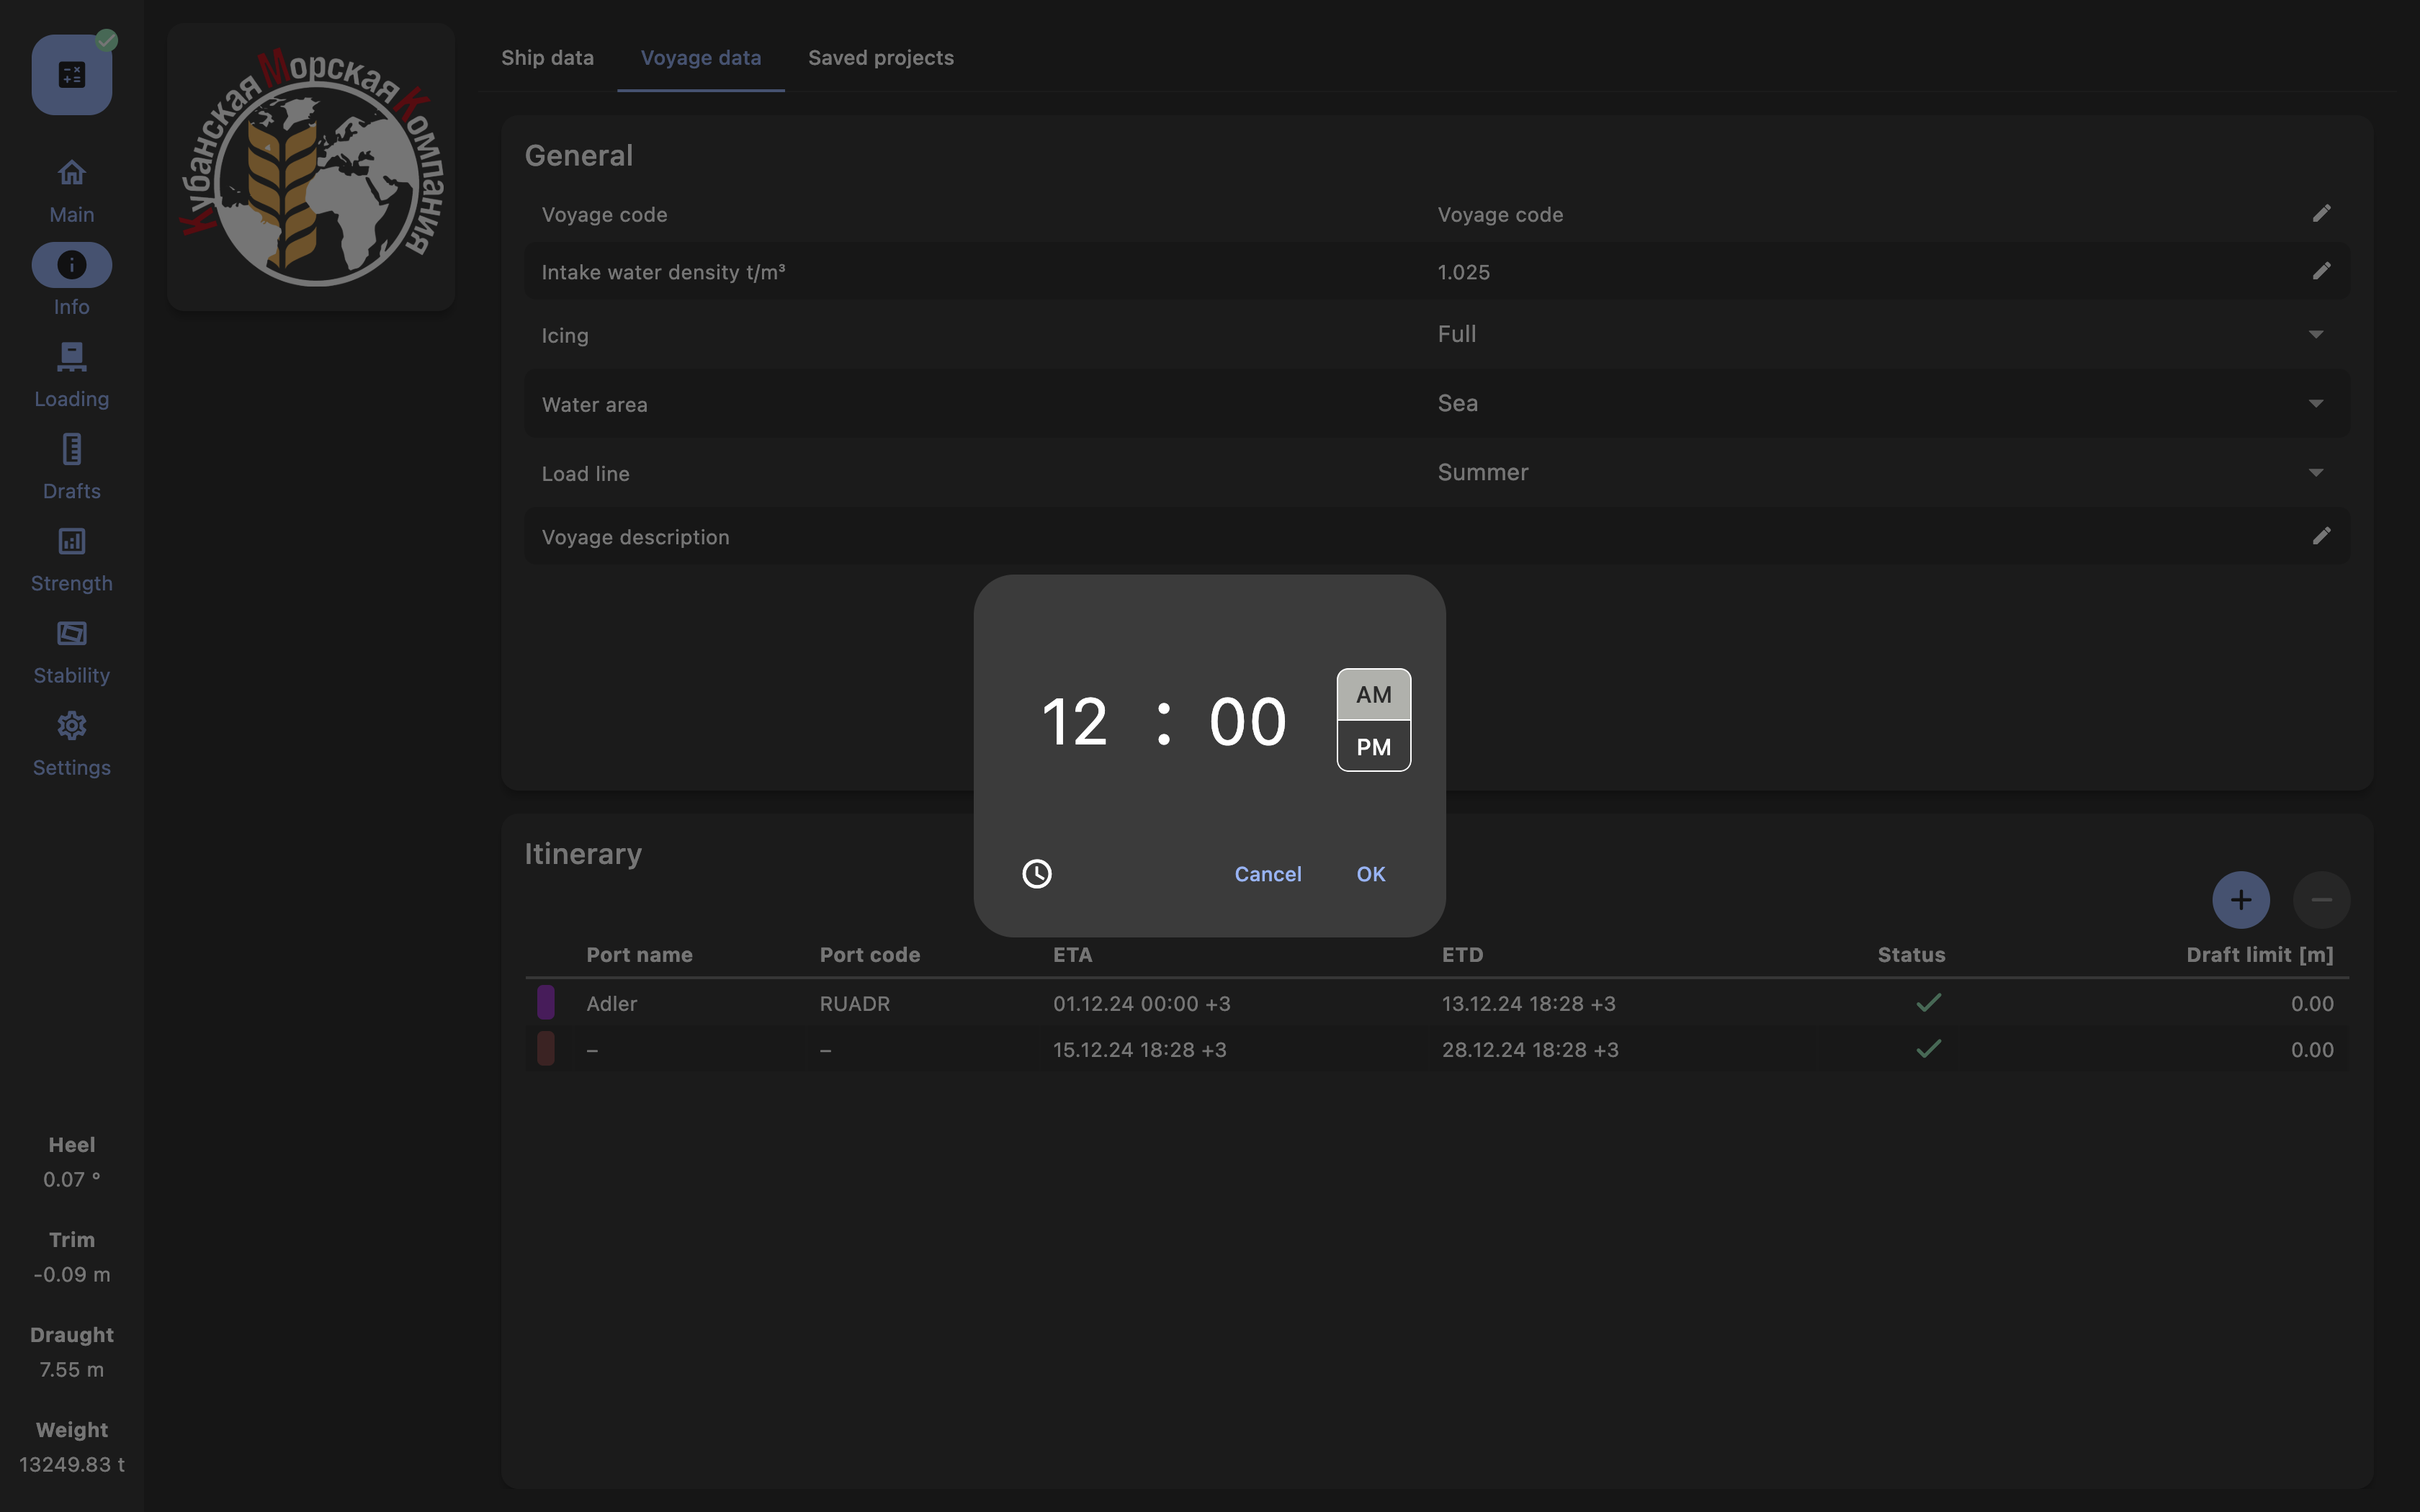 Main
Info
Loading
Drafts
Strength
Stability
Settings
Heel
0.07 °
Trim
-0.09 m
Draught
7.55 m
Weight
13249.83 t
Кубанская Морская Компания
Ship data
Voyage data
Saved projects
General
Voyage code
Voyage code
Intake water density t/m³
1.025
Icing
Full
Water area
Sea
Load line
Summer
Voyage description
12 : 00
AM
PM
Cancel
OK
Itinerary
Port name
Port code
ETA
ETD
Status
Draft limit [m]
Adler
RUADR
01.12.24 00:00 +3
13.12.24 18:28 +3
0.00
–
–
15.12.24 18:28 +3
28.12.24 18:28 +3
0.00